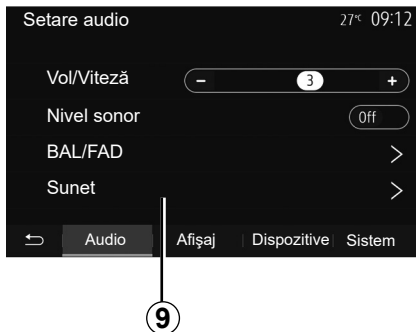 Setare audio 27°C 09:12
Vol/Viteză − 3 +
Nivel sonor Off
BAL/FAD >
Sunet >
Audio Afişaj Dispozitive Sistem
9